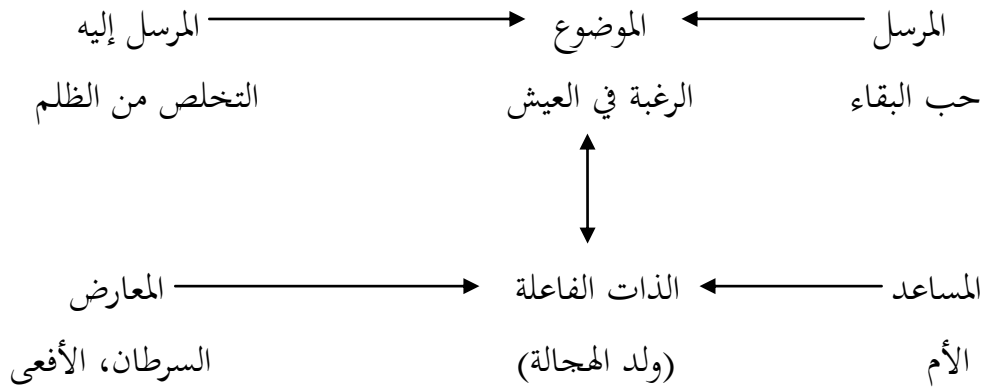 المرسل الموضوع المرسل إليه
حب البقاء الرغبة في العيش التخلص من الظلم
المساعد الذات الفاعلة المعارض
الأم (ولد الهجالة) السرطان، الأفعى